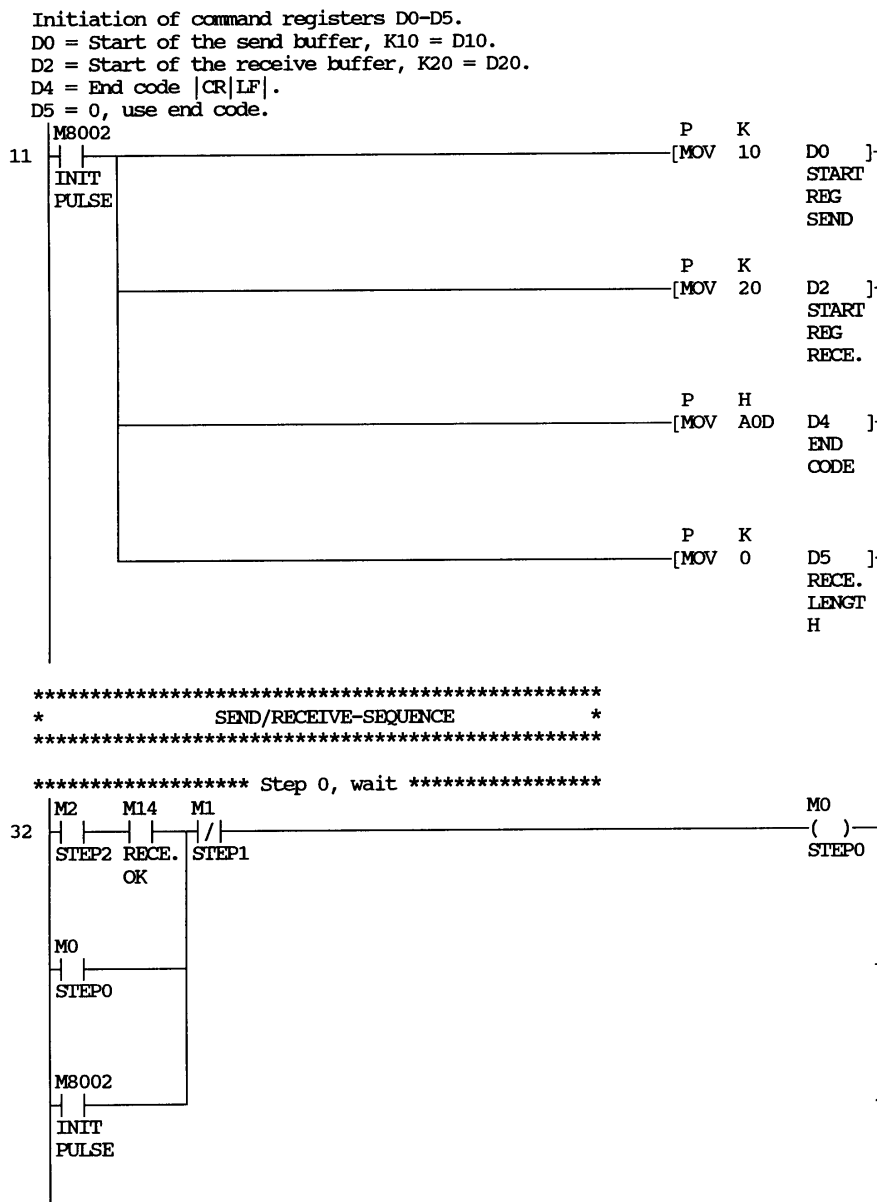 Initiation of command registers D0-D5.
D0 = Start of the send buffer, K10 = D10.
D2 = Start of the receive buffer, K20 = D20.
D4 = End code |CR|LF|.
D5 = 0, use end code.
M8002 P K
11 [MOV 10 D0 ]
INIT START
PULSE REG
SEND
P K
[MOV 20 D2 ]
START
REG
RECE.
P H
[MOV A0D D4 ]
END
CODE
P K
[MOV 0 D5 ]
RECE.
LENGT
H
**************************************************
* SEND/RECEIVE-SEQUENCE *
**************************************************
******************* Step 0, wait *****************
M2 M14 M1 M0
32 / ( )
STEP2 RECE. STEP1 STEP0
OK
M0
STEP0
M8002
INIT
PULSE